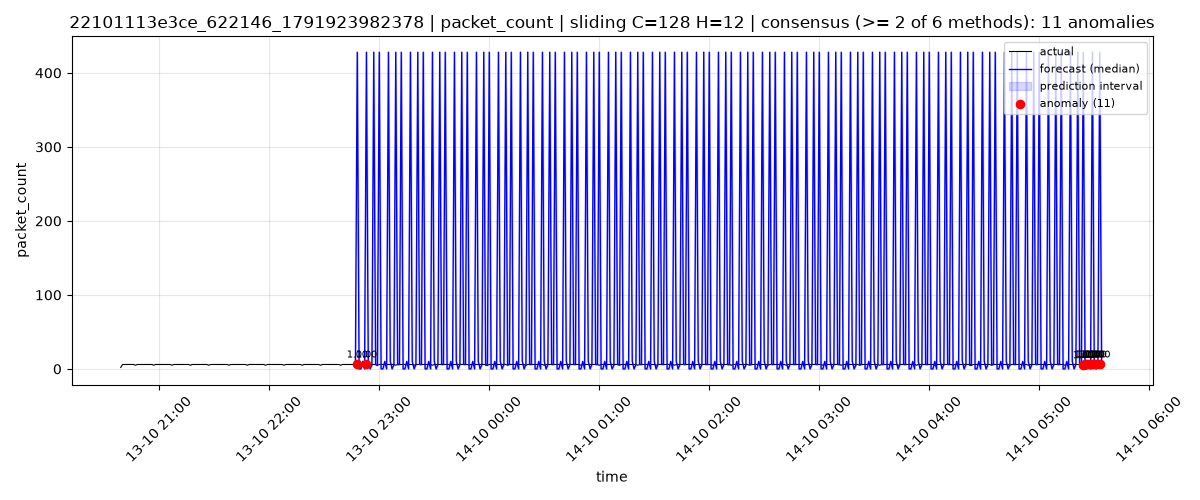 22101113e3ce_622146_1791923982378 | packet_count | sliding C=128 H=12 | consensus (>= 2 of 6 methods): 11 anomalies
actual
forecast (median)
prediction interval
anomaly (11)
packet_count
400
300
200
100
0
13-10 21:00
13-10 22:00
13-10 23:00
14-10 00:00
14-10 01:00
14-10 02:00
14-10 03:00
14-10 04:00
14-10 05:00
14-10 06:00
time